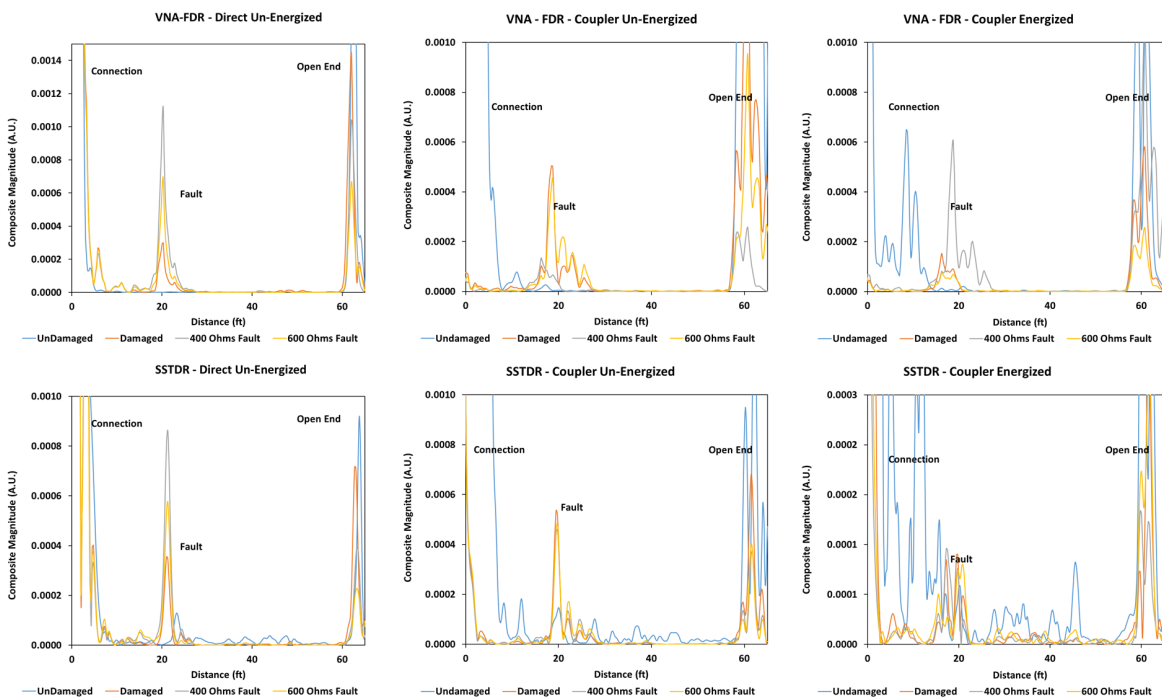 VNA-FDR - Direct Un-Energized
Composite Magnitude (A.U.)
0.0014
0.0012
0.0010
0.0008
0.0006
0.0004
0.0002
0.0000
Connection
Open End
Fault
0 20 40 60
Distance (ft)
UnDamaged Damaged 400 Ohms Fault 600 Ohms Fault
VNA - FDR - Coupler Un-Energized
Composite Magnitude (A.U.)
0.0010
0.0008
0.0006
0.0004
0.0002
0.0000
Connection
Open End
Fault
0 20 40 60
Distance (ft)
Undamaged Damaged 400 Ohms Fault 600 Ohms Fault
VNA - FDR - Coupler Energized
Composite Magnitude (A.U.)
0.0010
0.0008
0.0006
0.0004
0.0002
0.0000
Connection
Open End
Fault
0 20 40 60
Distance (ft)
Undamaged Damaged 400 Ohms Fault 600 Ohms Fault
SSTDR - Direct Un-Energized
Composite Magnitude (A.U.)
0.0010
0.0008
0.0006
0.0004
0.0002
0.0000
Connection
Open End
Fault
0 20 40 60
Distance (ft)
UnDamaged Damaged 400 Ohms Fault 600 Ohms Fault
SSTDR - Coupler Un-Energized
Composite Magnitude (A.U.)
0.0010
0.0008
0.0006
0.0004
0.0002
0.0000
Connection
Open End
Fault
0 20 40 60
Distance (ft)
Undamaged Damaged 400 Ohms Fault 600 Ohms Fault
SSTDR - Coupler Energized
Composite Magnitude (A.U.)
0.0003
0.0002
0.0002
0.0001
0.0001
0.0000
Connection
Open End
Fault
0 20 40 60
Distance (ft)
Undamaged Damaged 400 Ohms Fault 600 Ohms Fault